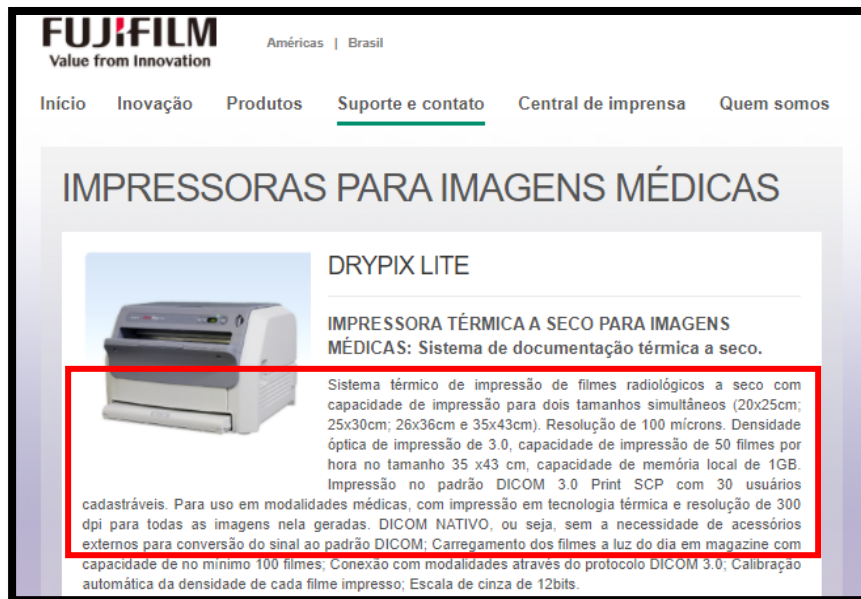 FUJIFILM
Value from Innovation
Américas | Brasil
Início Inovação Produtos Suporte e contato Central de imprensa Quem somos
IMPRESSORAS PARA IMAGENS MÉDICAS
DRYPIX LITE
IMPRESSORA TÉRMICA A SECO PARA IMAGENS
MÉDICAS: Sistema de documentação térmica a seco.
Sistema térmico de impressão de filmes radiológicos a seco com
capacidade de impressão para dois tamanhos simultâneos (20x25cm;
25x30cm; 26x36cm e 35x43cm). Resolução de 100 mícrons. Densidade
óptica de impressão de 3.0, capacidade de impressão de 50 filmes por
hora no tamanho 35 x43 cm, capacidade de memória local de 1GB.
Impressão no padrão DICOM 3.0 Print SCP com 30 usuários
cadastráveis. Para uso em modalidades médicas, com impressão em tecnologia térmica e resolução de 300
dpi para todas as imagens nela geradas. DICOM NATIVO, ou seja, sem a necessidade de acessórios
externos para conversão do sinal ao padrão DICOM; Carregamento dos filmes a luz do dia em magazine com
capacidade de no mínimo 100 filmes; Conexão com modalidades através do protocolo DICOM 3.0; Calibração
automática da densidade de cada filme impresso; Escala de cinza de 12bits.